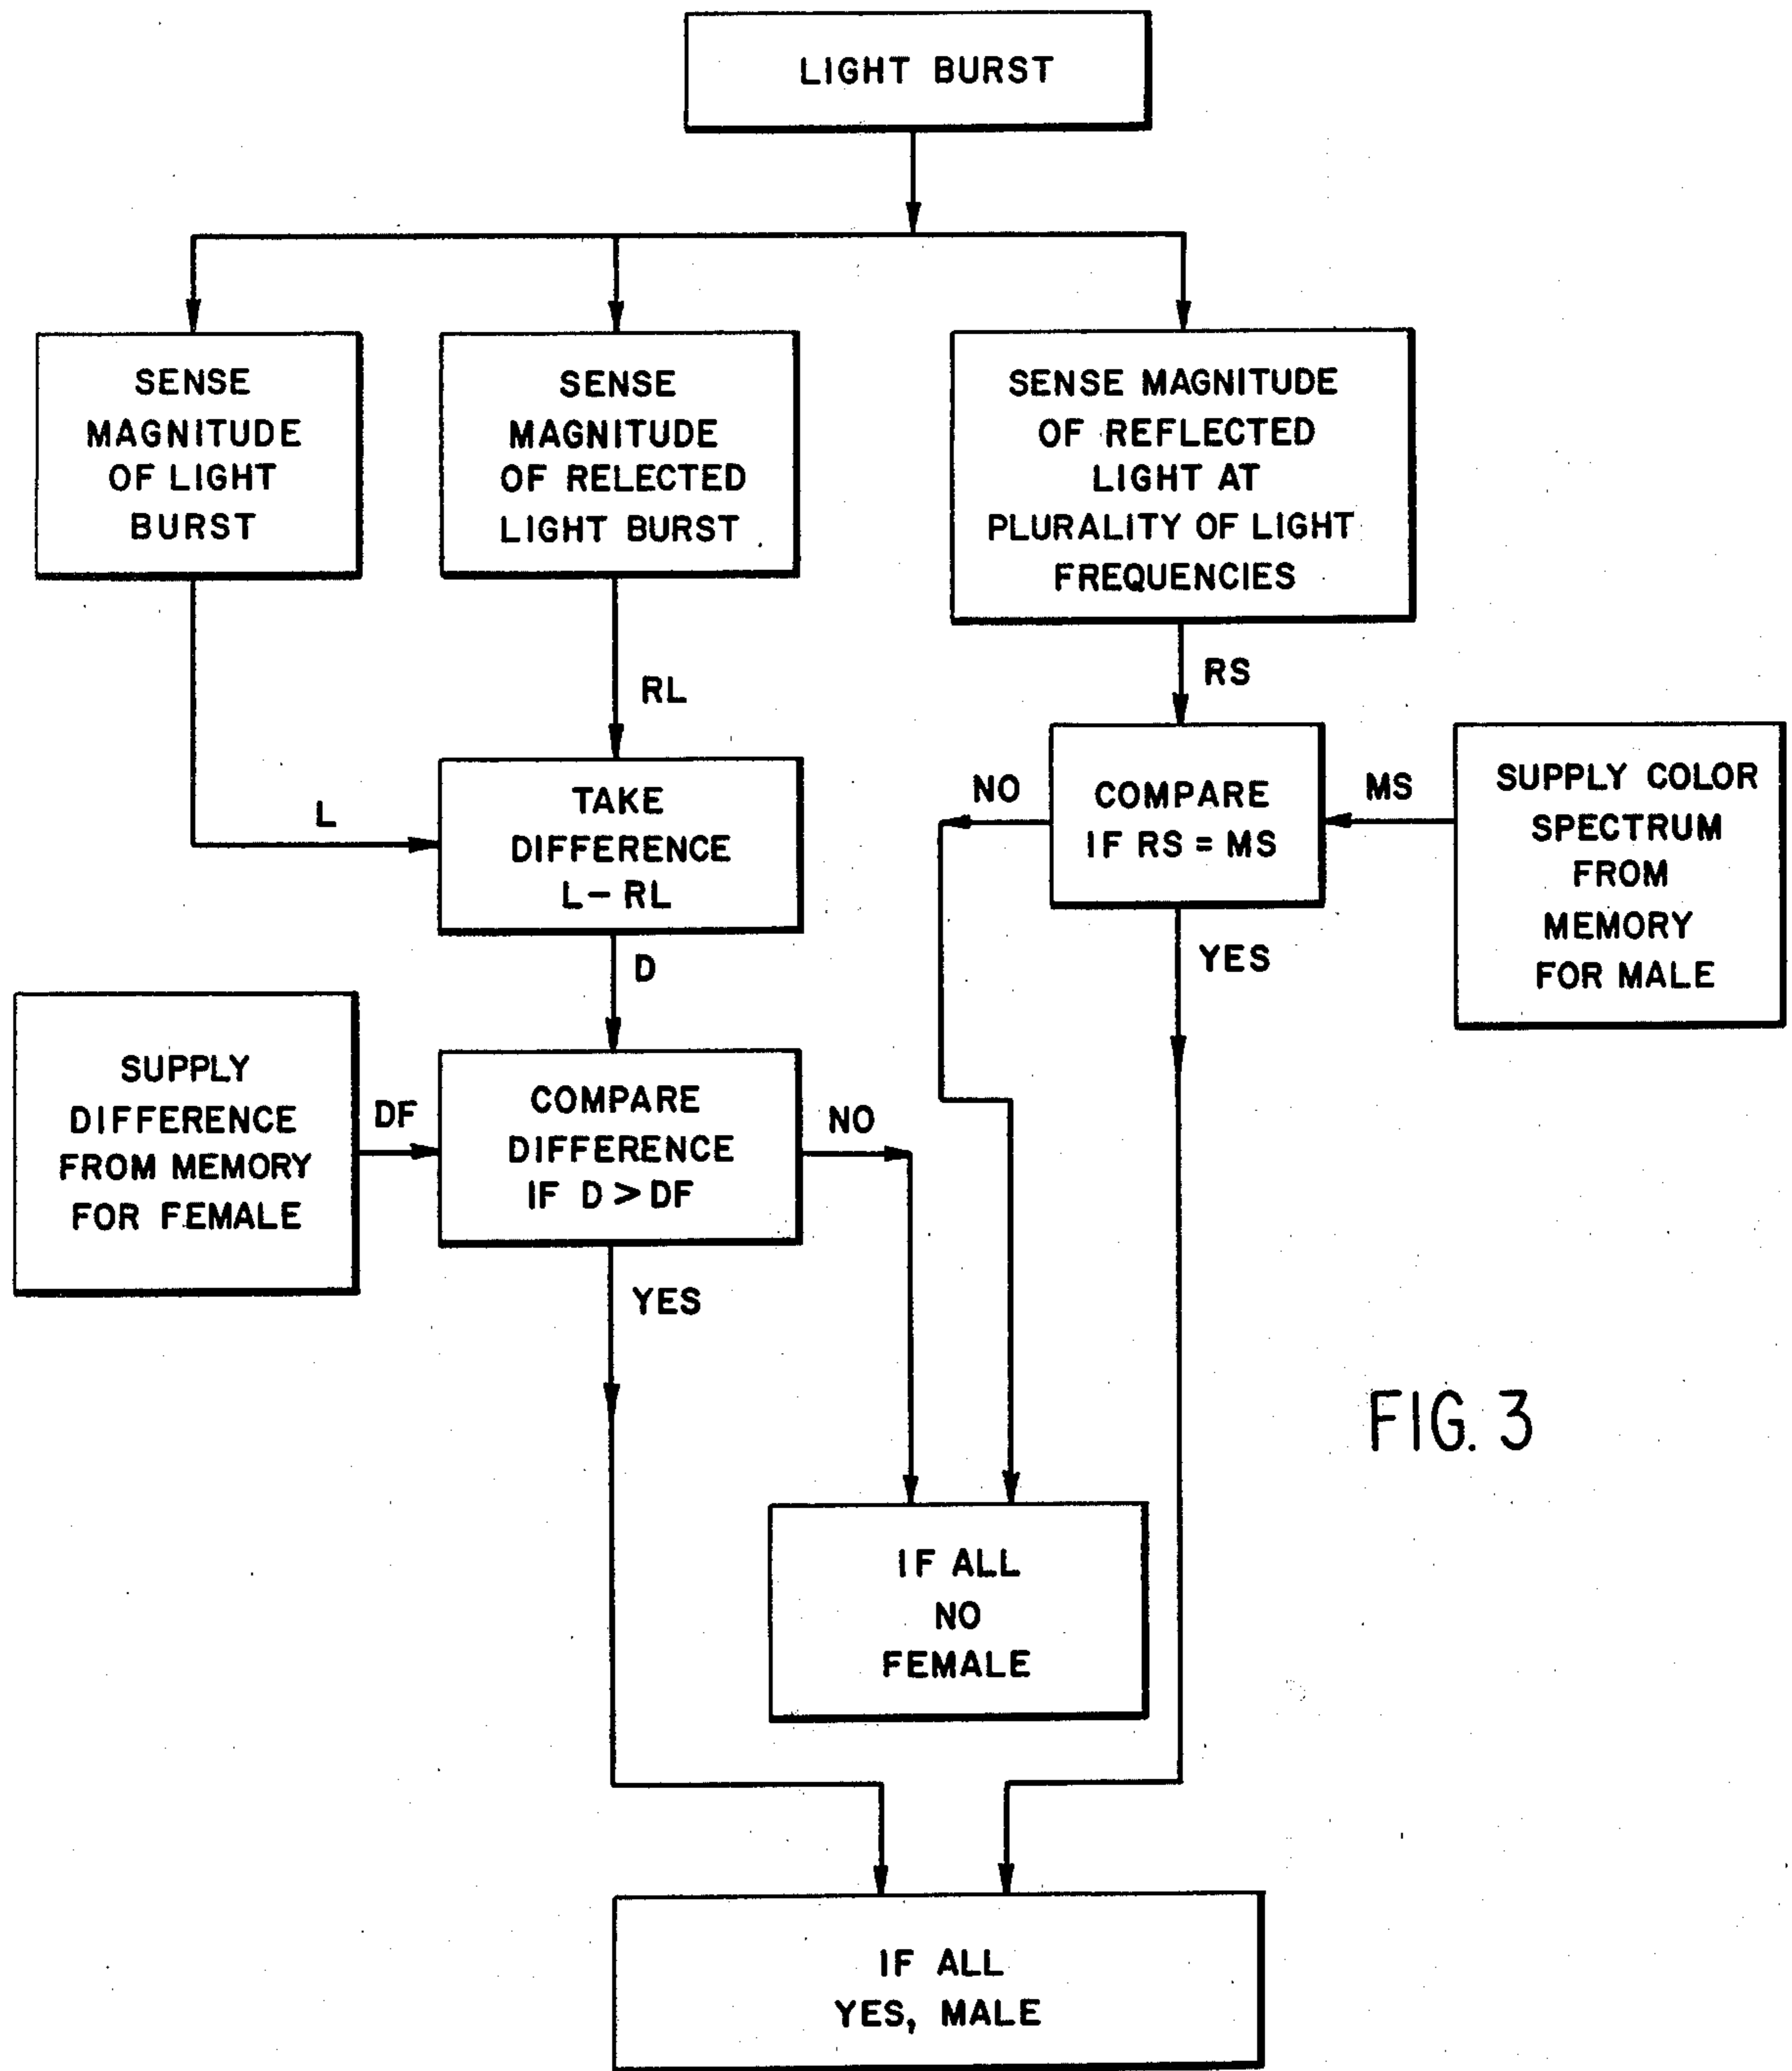 LIGHT BURST
SENSE
MAGNITUDE
OF LIGHT
BURST
SENSE
MAGNITUDE
OF RELECTED
LIGHT BURST
SENSE MAGNITUDE
OF REFLECTED
LIGHT AT
PLURALITY OF LIGHT
FREQUENCIES
RL
RS
L
TAKE
DIFFERENCE
L - RL
NO
COMPARE
IF RS = MS
MS
SUPPLY COLOR
SPECTRUM
FROM
MEMORY
FOR MALE
D
YES
SUPPLY
DIFFERENCE
FROM MEMORY
FOR FEMALE
DF
COMPARE
DIFFERENCE
IF D > DF
NO
YES
FIG. 3
IF ALL
NO
FEMALE
IF ALL
YES, MALE